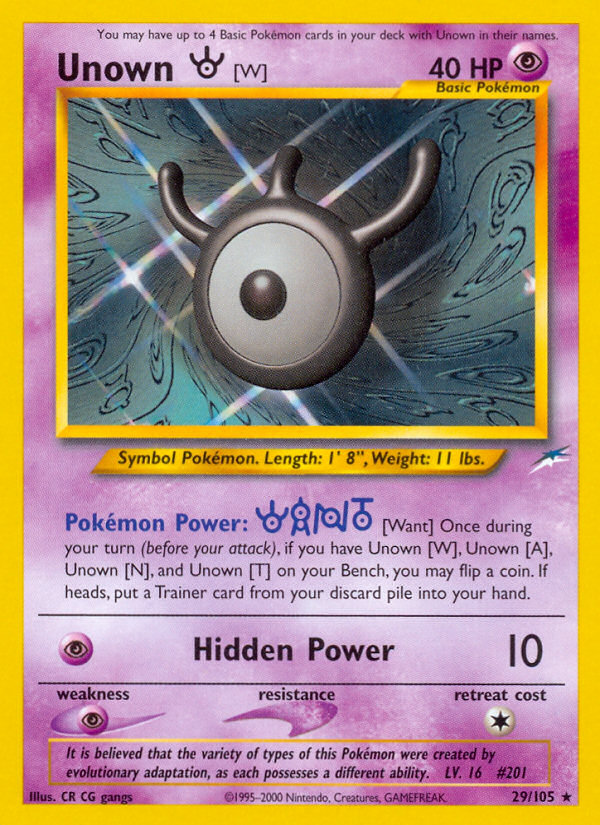 You may have up to 4 Basic Pokémon cards in your deck with Unown in their names.
Unown [W] 40 HP
Basic Pokémon
Symbol Pokémon. Length: 1' 8", Weight: 11 lbs.
Pokémon Power: WANT [Want] Once during
your turn (before your attack), if you have Unown [W], Unown [A],
Unown [N], and Unown [T] on your Bench, you may flip a coin. If
heads, put a Trainer card from your discard pile into your hand.
Hidden Power 10
weakness resistance retreat cost
It is believed that the variety of types of this Pokémon were created by
evolutionary adaptation, as each possesses a different ability. LV. 16 #201
Illus. CR CG gangs ©1995-2000 Nintendo, Creatures, GAMEFREAK. 29/105 ★